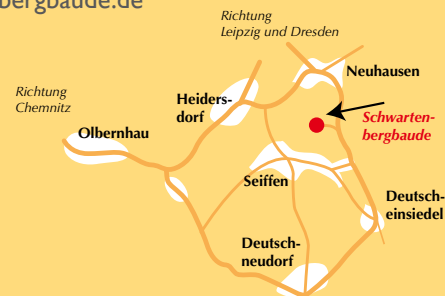 bergbaude.de
Richtung
Leipzig und Dresden
Neuhausen
Richtung
Chemnitz
Heiders-
dorf
Schwarten-
bergbaude
Olbernhau
Seiffen
Deutsch-
einsiedel
Deutsch-
neudorf